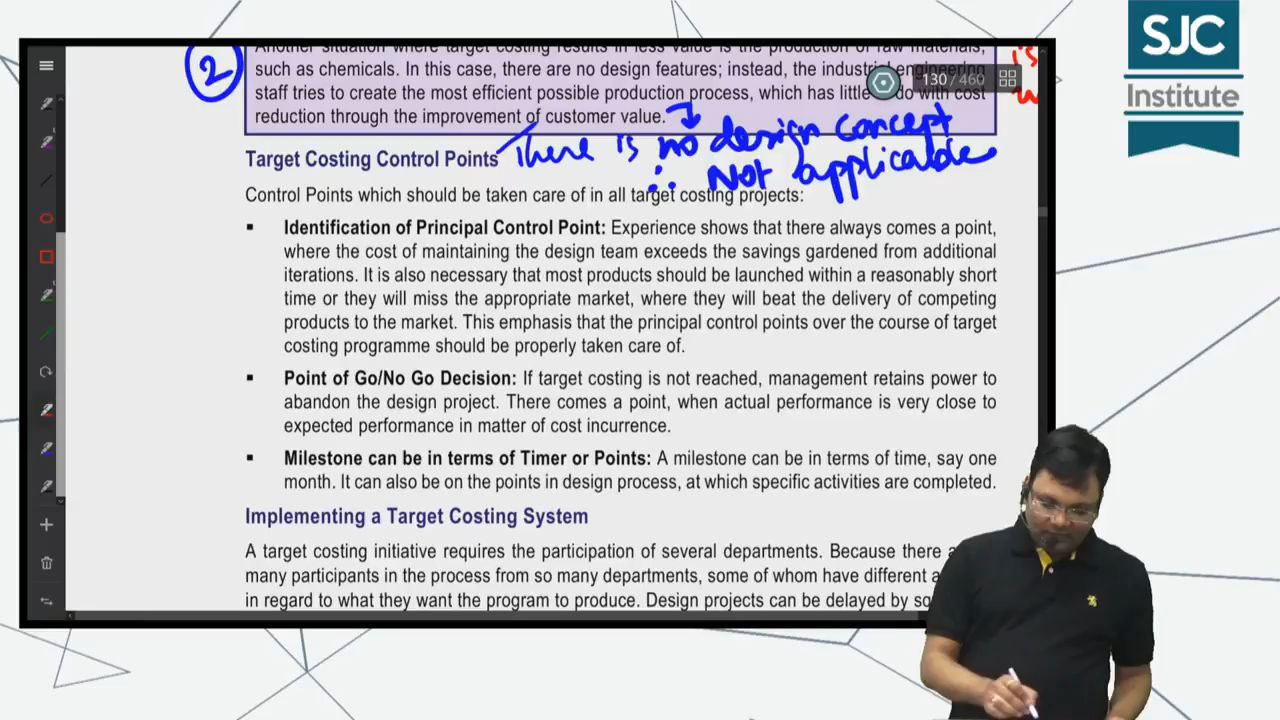 SJC
Institute
130 / 460
2
Another situation where target costing results in less value is the production of raw materials,
such as chemicals. In this case, there are no design features; instead, the industrial engineering
staff tries to create the most efficient possible production process, which has little to do with cost
reduction through the improvement of customer value.
There is no design concept
∴ Not applicable
Target Costing Control Points
Control Points which should be taken care of in all target costing projects:
▪ Identification of Principal Control Point: Experience shows that there always comes a point,
where the cost of maintaining the design team exceeds the savings gardened from additional
iterations. It is also necessary that most products should be launched within a reasonably short
time or they will miss the appropriate market, where they will beat the delivery of competing
products to the market. This emphasis that the principal control points over the course of target
costing programme should be properly taken care of.
▪ Point of Go/No Go Decision: If target costing is not reached, management retains power to
abandon the design project. There comes a point, when actual performance is very close to
expected performance in matter of cost incurrence.
▪ Milestone can be in terms of Timer or Points: A milestone can be in terms of time, say one
month. It can also be on the points in design process, at which specific activities are completed.
Implementing a Target Costing System
A target costing initiative requires the participation of several departments. Because there
many participants in the process from so many departments, some of whom have different
in regard to what they want the program to produce. Design projects can be delayed by